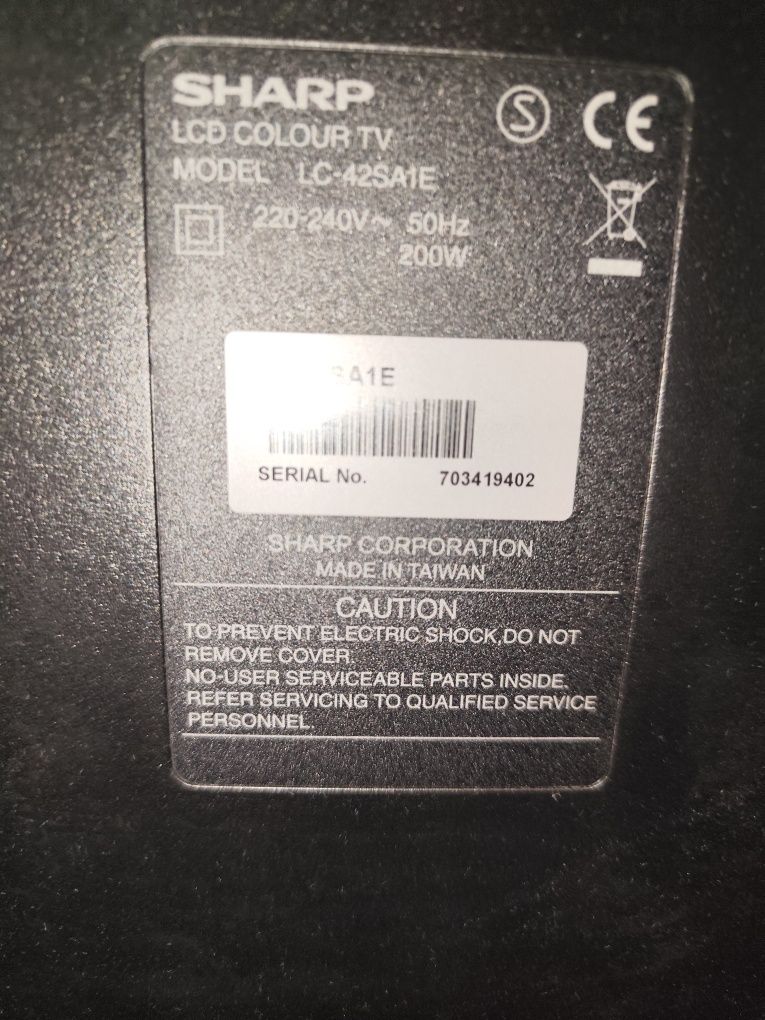 SHARP
LCD COLOUR TV
MODEL LC-42SA1E
220-240V~ 50Hz
200W
S
CE
SA1E
SERIAL No. 703419402
SHARP CORPORATION
MADE IN TAIWAN
CAUTION
TO PREVENT ELECTRIC SHOCK,DO NOT
REMOVE COVER.
NO-USER SERVICEABLE PARTS INSIDE.
REFER SERVICING TO QUALIFIED SERVICE
PERSONNEL.